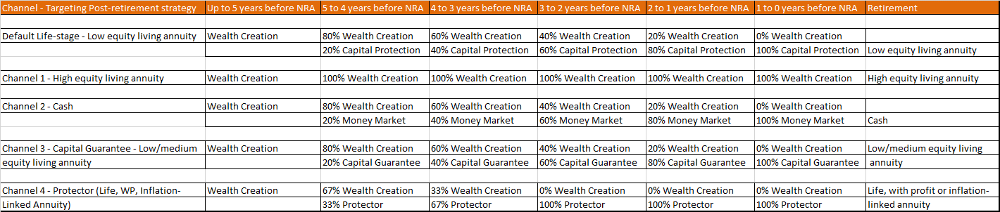 Channel - Targeting Post-retirement strategy Up to 5 years before NRA 5 to 4 years before NRA 4 to 3 years before NRA 3 to 2 years before NRA 2 to 1 years before NRA 1 to 0 years before NRA Retirement
Default Life-stage - Low equity living annuity Wealth Creation 80% Wealth Creation 60% Wealth Creation 40% Wealth Creation 20% Wealth Creation 0% Wealth Creation
20% Capital Protection 40% Capital Protection 60% Capital Protection 80% Capital Protection 100% Capital Protection Low equity living annuity
Channel 1 - High equity living annuity Wealth Creation 100% Wealth Creation 100% Wealth Creation 100% Wealth Creation 100% Wealth Creation 100% Wealth Creation High equity living annuity
Channel 2 - Cash Wealth Creation 80% Wealth Creation 60% Wealth Creation 40% Wealth Creation 20% Wealth Creation 0% Wealth Creation
20% Money Market 40% Money Market 60% Money Market 80% Money Market 100% Money Market Cash
Channel 3 - Capital Guarantee - Low/medium Wealth Creation 80% Wealth Creation 60% Wealth Creation 40% Wealth Creation 20% Wealth Creation 0% Wealth Creation Low/medium equity living
equity living annuity 20% Capital Guarantee 40% Capital Guarantee 60% Capital Guarantee 80% Capital Guarantee 100% Capital Guarantee annuity
Channel 4 - Protector (Life, WP, Inflation- Wealth Creation 67% Wealth Creation 33% Wealth Creation 0% Wealth Creation 0% Wealth Creation 0% Wealth Creation Life, with profit or inflation-
Linked Annuity) 33% Protector 67% Protector 100% Protector 100% Protector 100% Protector linked annuity